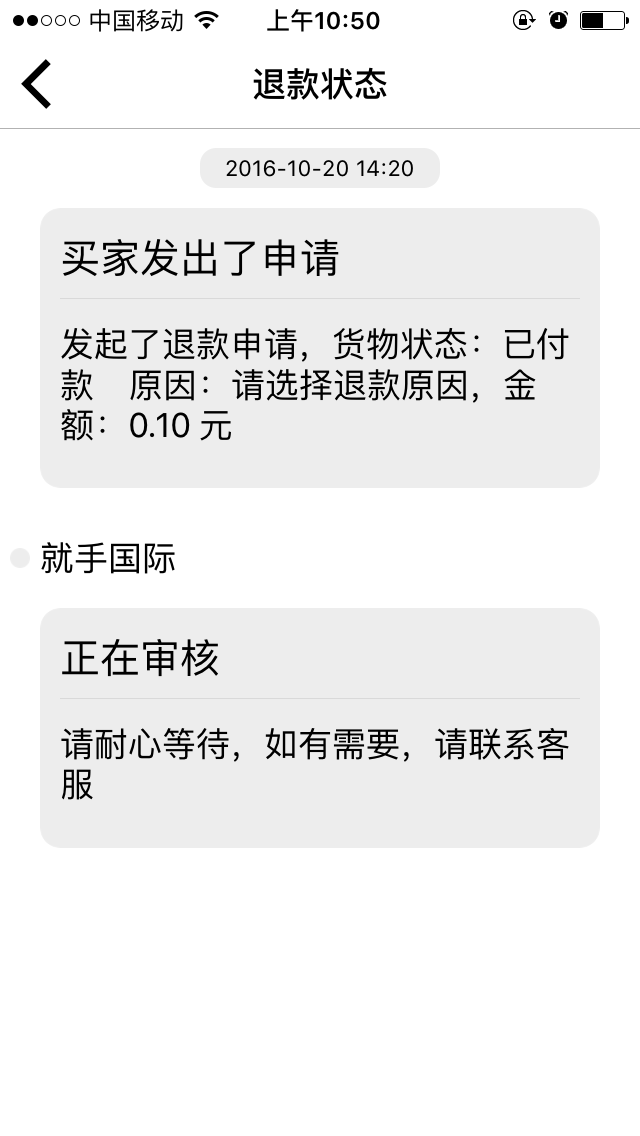 中国移动 上午10:50
退款状态
2016-10-20 14:20
买家发出了申请
发起了退款申请，货物状态：已付
款　原因：请选择退款原因，金
额：0.10 元
就手国际
正在审核
请耐心等待，如有需要，请联系客
服